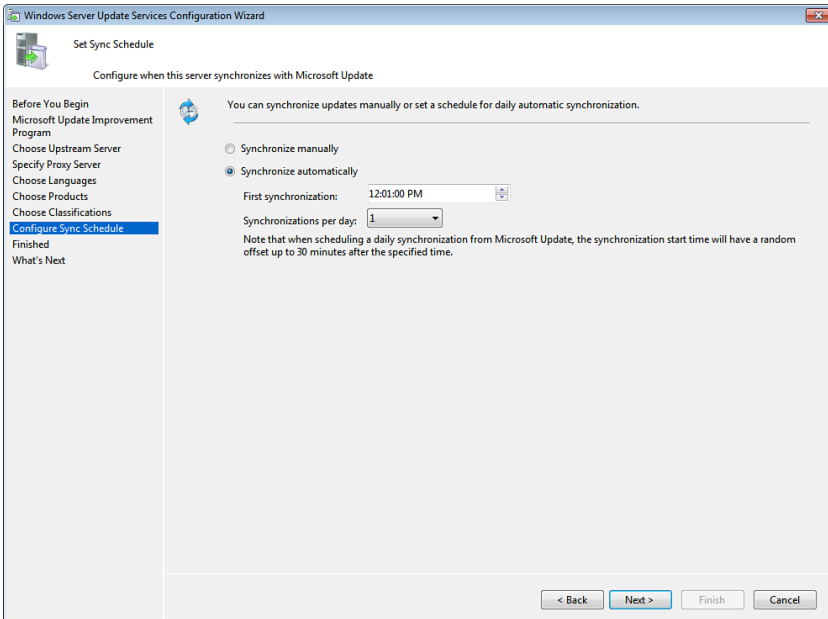 Windows Server Update Services Configuration Wizard
Set Sync Schedule
Configure when this server synchronizes with Microsoft Update
Before You Begin
Microsoft Update Improvement
Program
Choose Upstream Server
Specify Proxy Server
Choose Languages
Choose Products
Choose Classifications
Configure Sync Schedule
Finished
What's Next
You can synchronize updates manually or set a schedule for daily automatic synchronization.
Synchronize manually
Synchronize automatically
First synchronization: 12:01:00 PM
Synchronizations per day: 1
Note that when scheduling a daily synchronization from Microsoft Update, the synchronization start time will have a random
offset up to 30 minutes after the specified time.
< Back Next > Finish Cancel